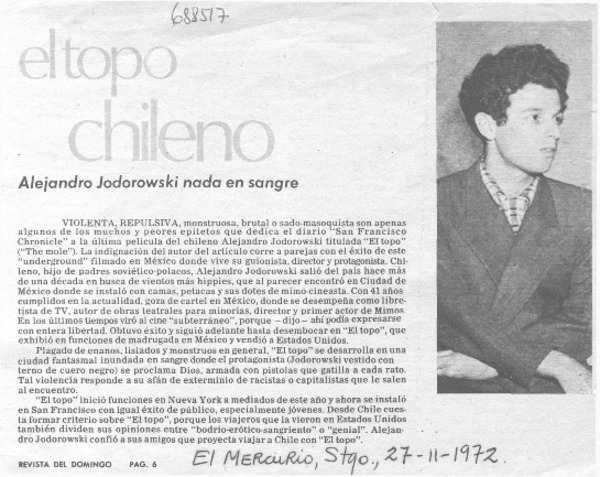 688517
el topo
chileno
Alejandro Jodorowski nada en sangre
VIOLENTA, REPULSIVA, monstruosa, brutal o sado-masoquista son apenas
algunos de los muchos y peores epítetos que dedica el diario "San Francisco
Chronicle" a la última película del chileno Alejandro Jodorowski titulada "El topo"
("The mole"). La indignación del autor del artículo corre a parejas con el éxito de este
"underground" filmado en México donde vive su guionista, director y protagonista. Chi-
leno, hijo de padres soviético-polacos, Alejandro Jodorowski salió del país hace más
de una década en busca de vientos más hippies, que al parecer encontró en Ciudad de
México donde se instaló con camas, petacas y sus dotes de mimo cineasta. Con 41 años
cumplidos en la actualidad, goza de cartel en México, donde se desempeña como libre-
tista de TV, autor de obras teatrales para minorías, director y primer actor de Mimos
En los últimos tiempos viró al cine "subterráneo", porque — dijo — ahí podía expresarse
con entera libertad. Obtuvo éxito y siguió adelante hasta desembocar en "El topo", que
exhibió en funciones de madrugada en México y vendió a Estados Unidos.
Plagado de enanos, lisiados y monstruos en general, "El topo" se desarrolla en una
ciudad fantasmal inundada en sangre donde el protagonista (Jodorowski vestido con
terno de cuero negro) se proclama Dios, armada con pistolas que gatilla a cada rato.
Tal violencia responde a su afán de exterminio de racistas o capitalistas que le salen
al encuentro.
"El topo" inició funciones en Nueva York a mediados de este año y ahora se instaló
en San Francisco con igual éxito de público, especialmente jóvenes. Desde Chile cues-
ta formar criterio sobre "El topo", porque los viajeros que la vieron en Estados Unidos
también dividen sus opiniones entre "bodrio-erótico-sangriento" o "genial". Alejan-
dro Jodorowski confió a sus amigos que proyecta viajar a Chile con "El topo".
REVISTA DEL DOMINGO PAG. 6
El Mercurio, Stgo., 27-11-1972.